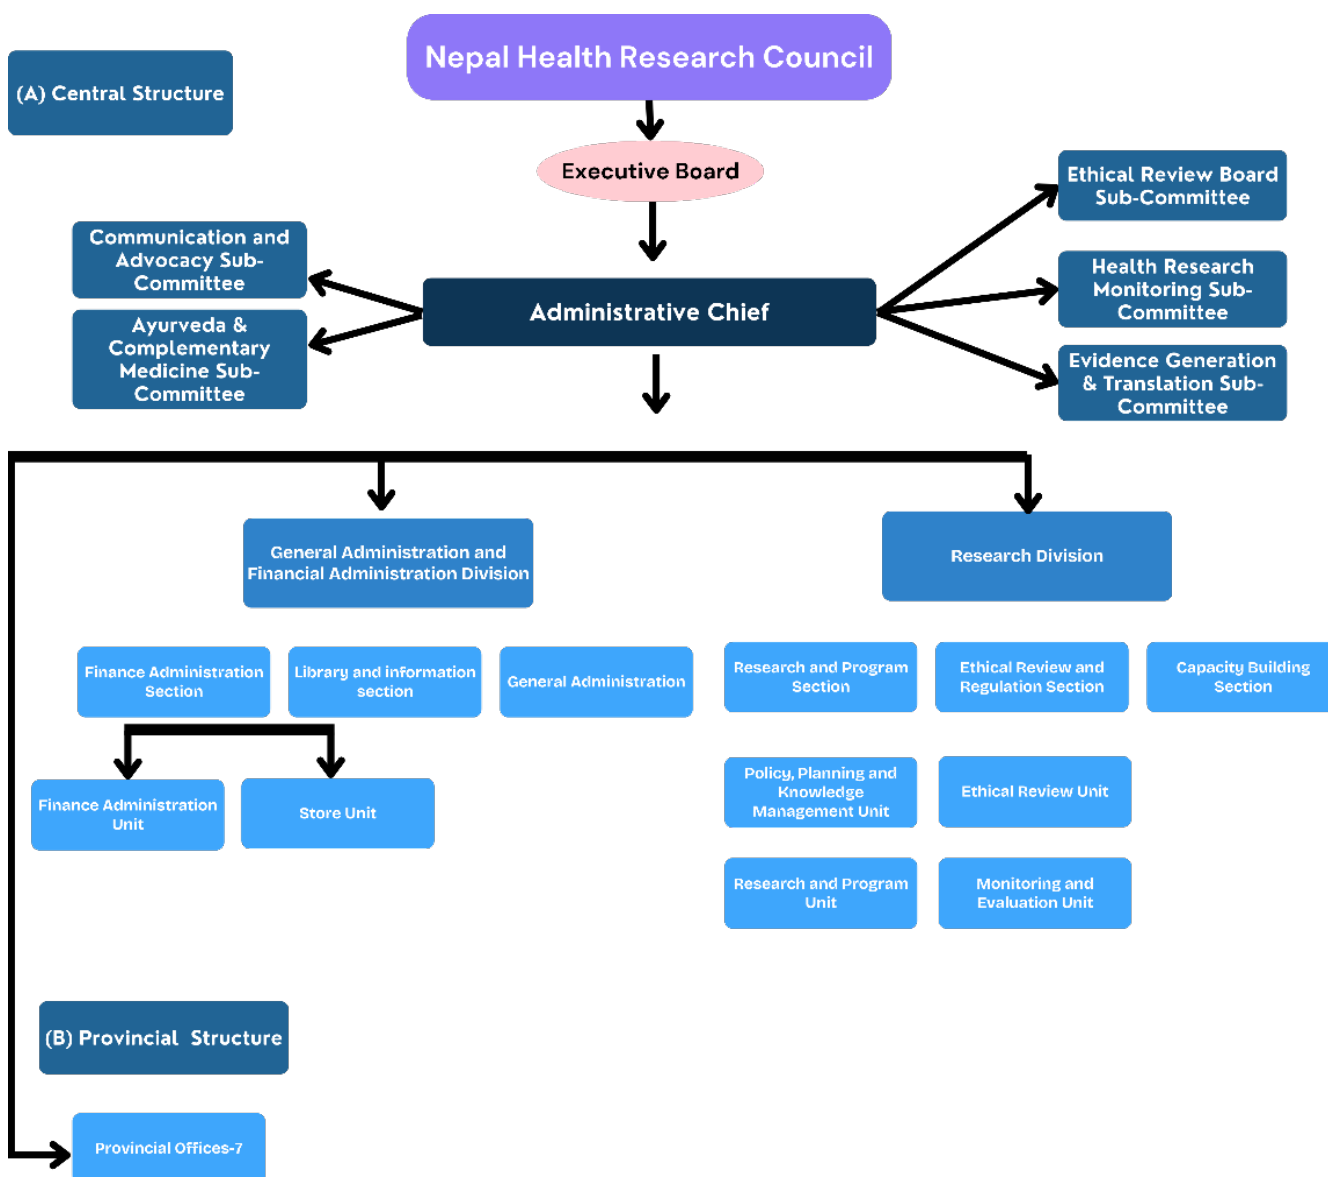 Nepal Health Research Council
(A) Central Structure
Executive Board
Ethical Review Board
Sub-Committee
Communication and
Advocacy Sub-
Committee
Health Research
Monitoring Sub-
Committee
Administrative Chief
Ayurveda &
Complementary
Medicine Sub-
Committee
Evidence Generation
& Translation Sub-
Committee
General Administration and
Financial Administration Division
Research Division
Finance Administration
Section
Library and information
section
General Administration
Research and Program
Section
Ethical Review and
Regulation Section
Capacity Building
Section
Finance Administration
Unit
Store Unit
Policy, Planning and
Knowledge
Management Unit
Ethical Review Unit
Research and Program
Unit
Monitoring and
Evaluation Unit
(B) Provincial Structure
Provincial Offices-7